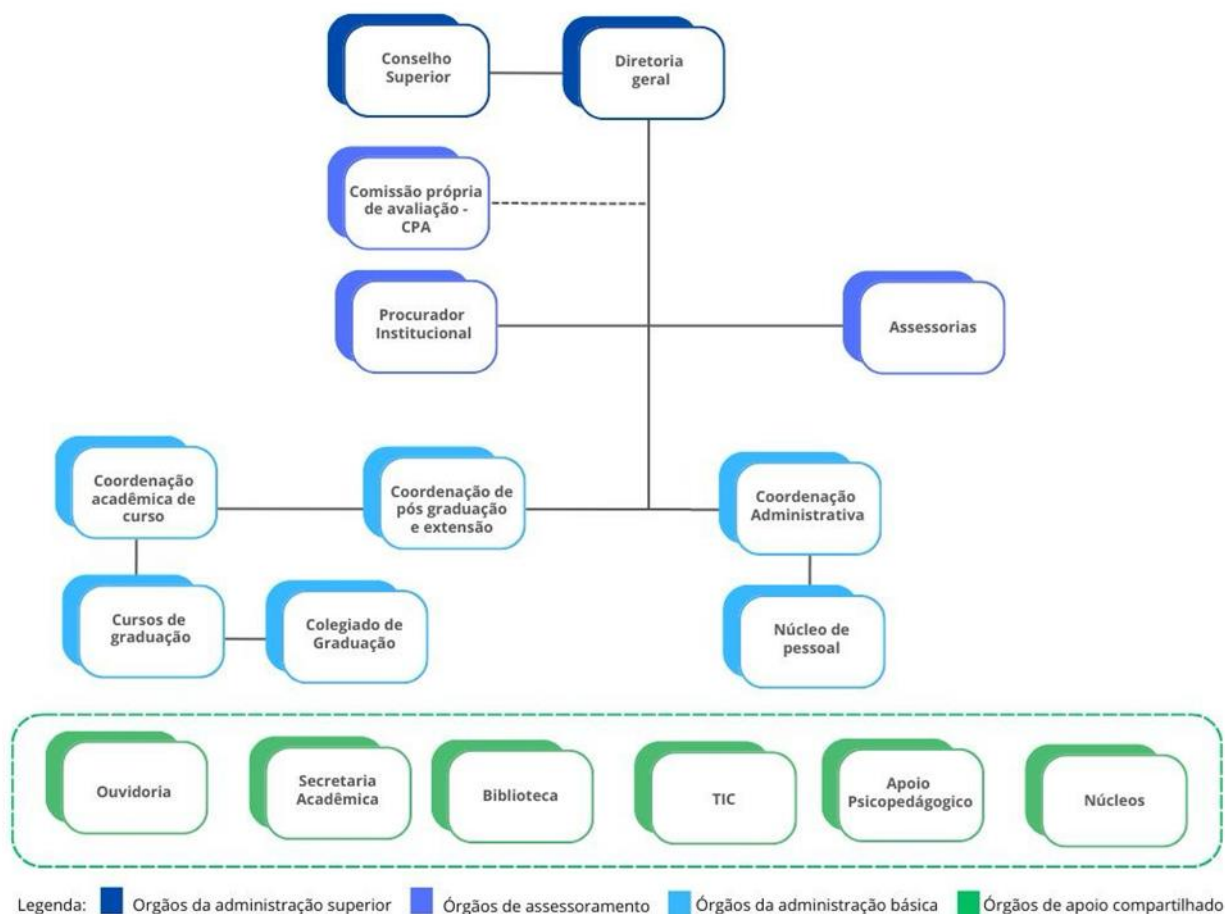 Conselho
Superior
Diretoria
geral
Comissão própria
de avaliação -
CPA
Procurador
Institucional
Assessorias
Coordenação
acadêmica de
curso
Coordenação de
pós graduação
e extensão
Coordenação
Administrativa
Cursos de
graduação
Colegiado de
Graduação
Núcleo de
pessoal
Ouvidoria
Secretaria
Acadêmica
Biblioteca
TIC
Apoio
Psicopedágogico
Núcleos
Legenda: Orgãos da administração superior Órgãos de assessoramento Órgãos da administração básica Órgãos de apoio compartilhado